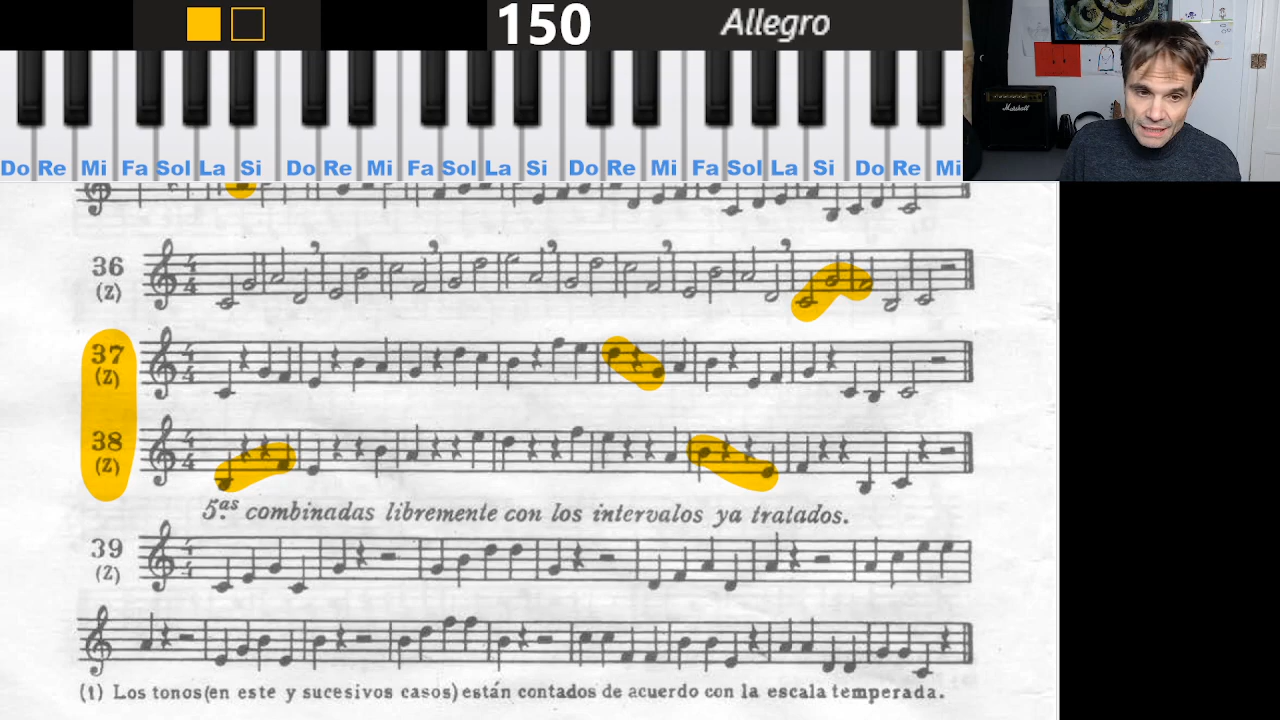 150 Allegro
Marshall
Do Re Mi Fa Sol La Si Do Re Mi Fa Sol La Si Do Re Mi Fa Sol La Si Do Re Mi
36
(Z)
37
(Z)
38
(Z)
5.as combinadas libremente con los intervalos ya tratados.
39
(Z)
(1) Los tonos (en este y sucesivos casos) están contados de acuerdo con la escala temperada.